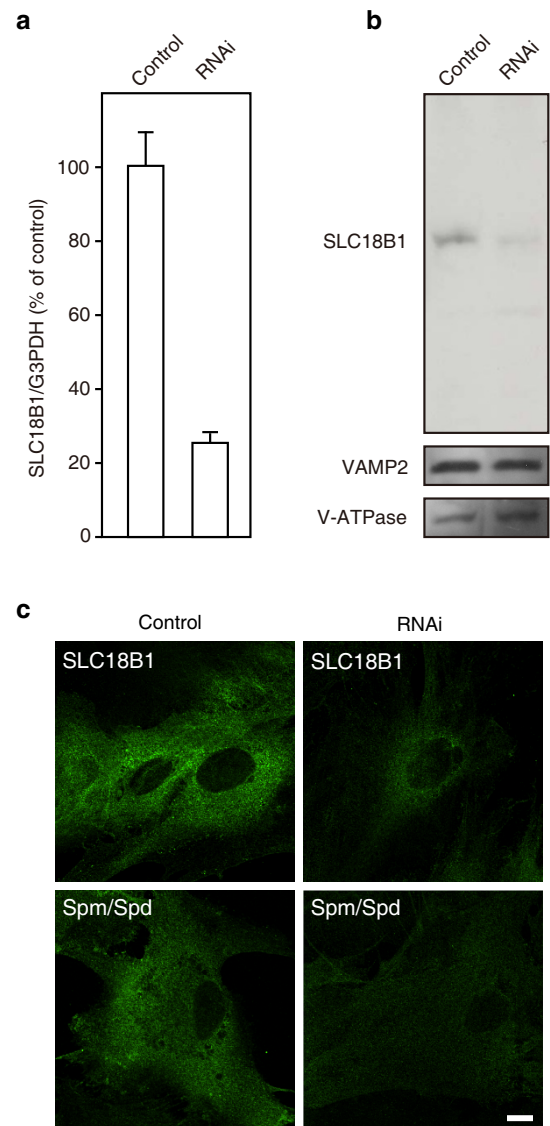 a
Control
RNAi
SLC18B1/G3PDH (% of control)
100
80
60
40
20
0
b
Control
RNAi
SLC18B1
VAMP2
V-ATPase
c
Control
RNAi
SLC18B1
SLC18B1
Spm/Spd
Spm/Spd